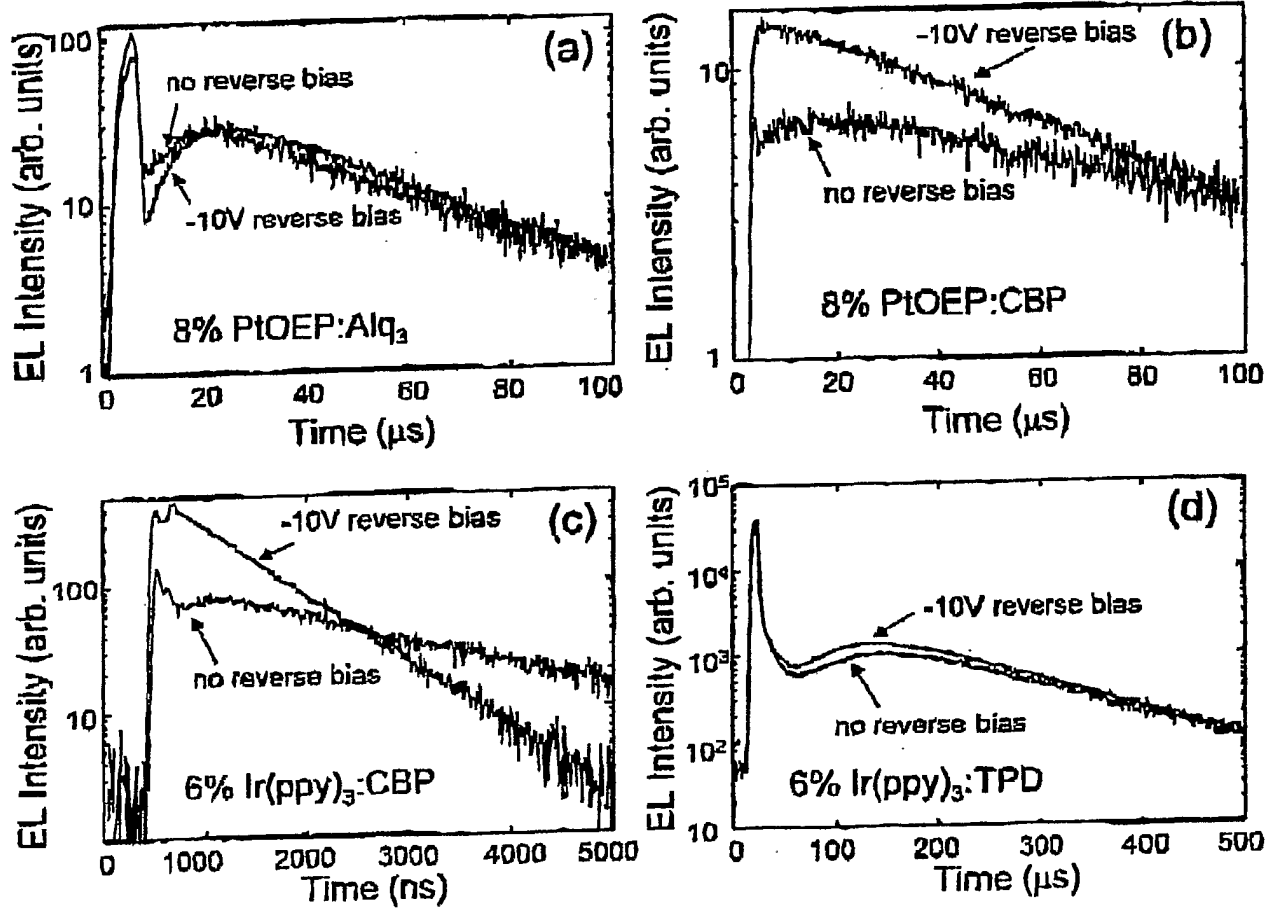 (a)
EL Intensity (arb. units)
100
10
1
no reverse bias
-10V reverse bias
8% PtOEP:Alq3
0 20 40 60 80 100
Time (μs)
(b)
EL Intensity (arb. units)
10
1
-10V reverse bias
no reverse bias
8% PtOEP:CBP
0 20 40 60 80 100
Time (μs)
(c)
EL Intensity (arb. units)
100
10
-10V reverse bias
no reverse bias
6% Ir(ppy)3:CBP
0 1000 2000 3000 4000 5000
Time (ns)
(d)
EL Intensity (arb. units)
10^5
10^4
10^3
10^2
10
-10V reverse bias
no reverse bias
6% Ir(ppy)3:TPD
0 100 200 300 400 500
Time (μs)